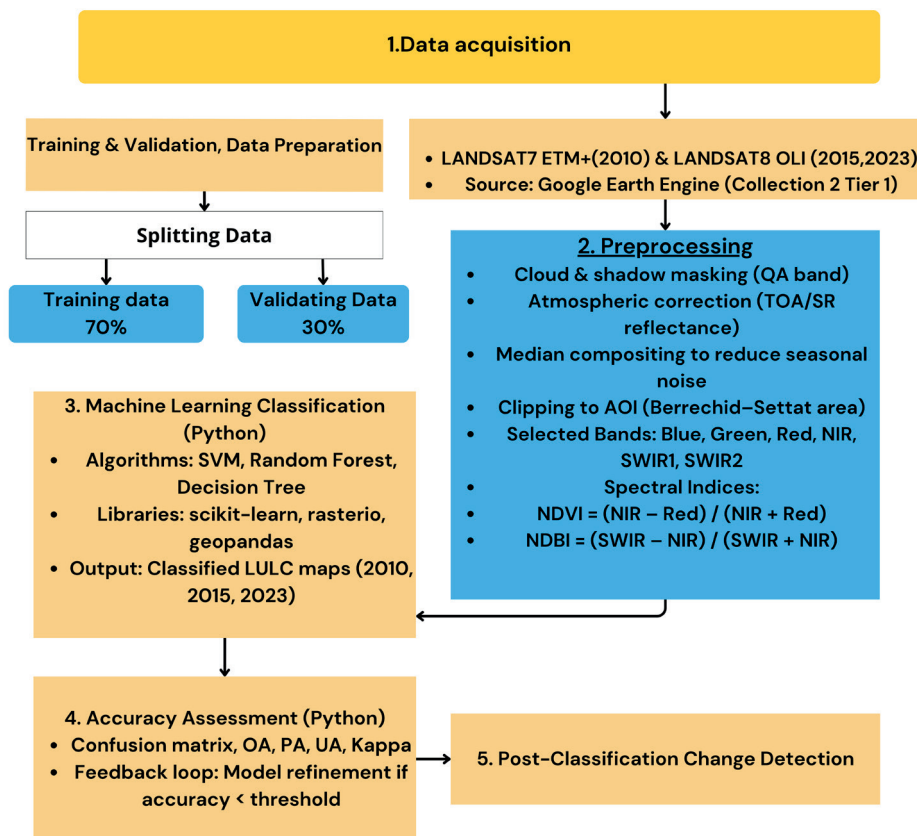 1.Data acquisition
Training & Validation, Data Preparation
Splitting Data
Training data
70%
Validating Data
30%
• LANDSAT7 ETM+(2010) & LANDSAT8 OLI (2015,2023)
• Source: Google Earth Engine (Collection 2 Tier 1)
2. Preprocessing
• Cloud & shadow masking (QA band)
• Atmospheric correction (TOA/SR
reflectance)
• Median compositing to reduce seasonal
noise
• Clipping to AOI (Berrechid–Settat area)
• Selected Bands: Blue, Green, Red, NIR,
SWIR1, SWIR2
• Spectral Indices:
• NDVI = (NIR – Red) / (NIR + Red)
• NDBI = (SWIR – NIR) / (SWIR + NIR)
3. Machine Learning Classification
(Python)
• Algorithms: SVM, Random Forest,
Decision Tree
• Libraries: scikit-learn, rasterio,
geopandas
• Output: Classified LULC maps (2010,
2015, 2023)
4. Accuracy Assessment (Python)
• Confusion matrix, OA, PA, UA, Kappa
• Feedback loop: Model refinement if
accuracy < threshold
5. Post-Classification Change Detection